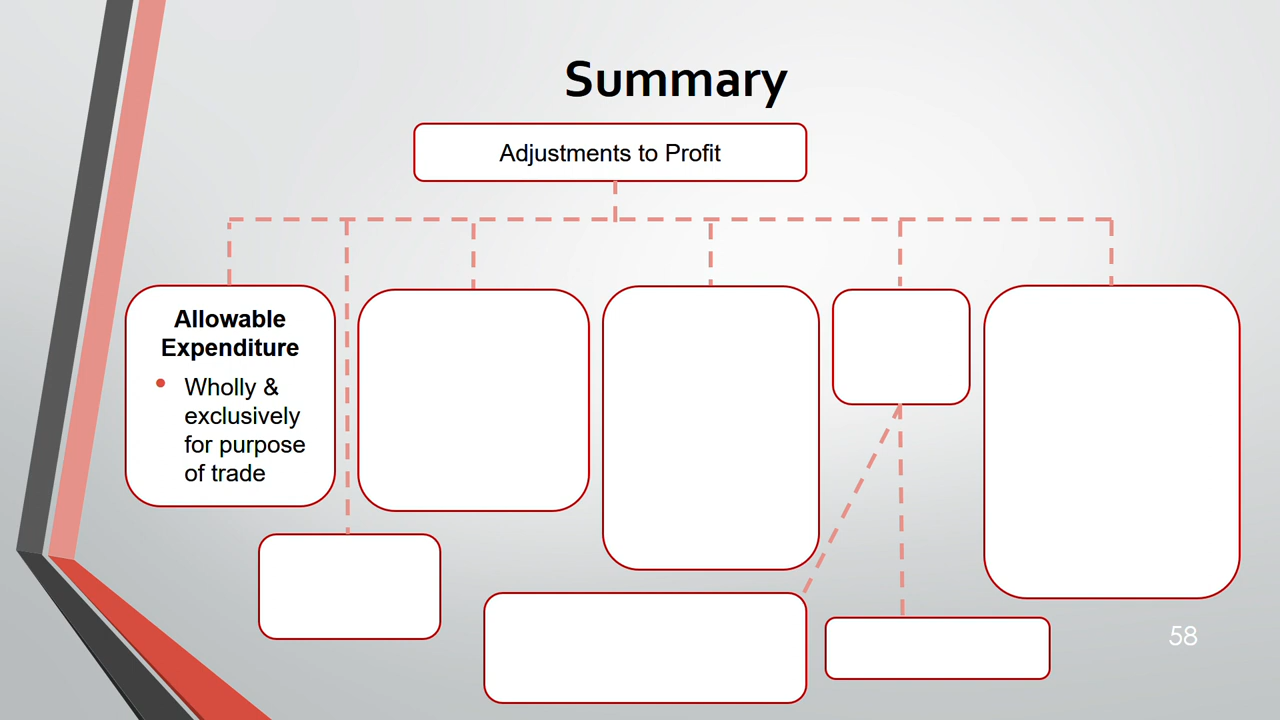 Summary
Adjustments to Profit
Allowable
Expenditure
• Wholly &
exclusively
for purpose
of trade
58